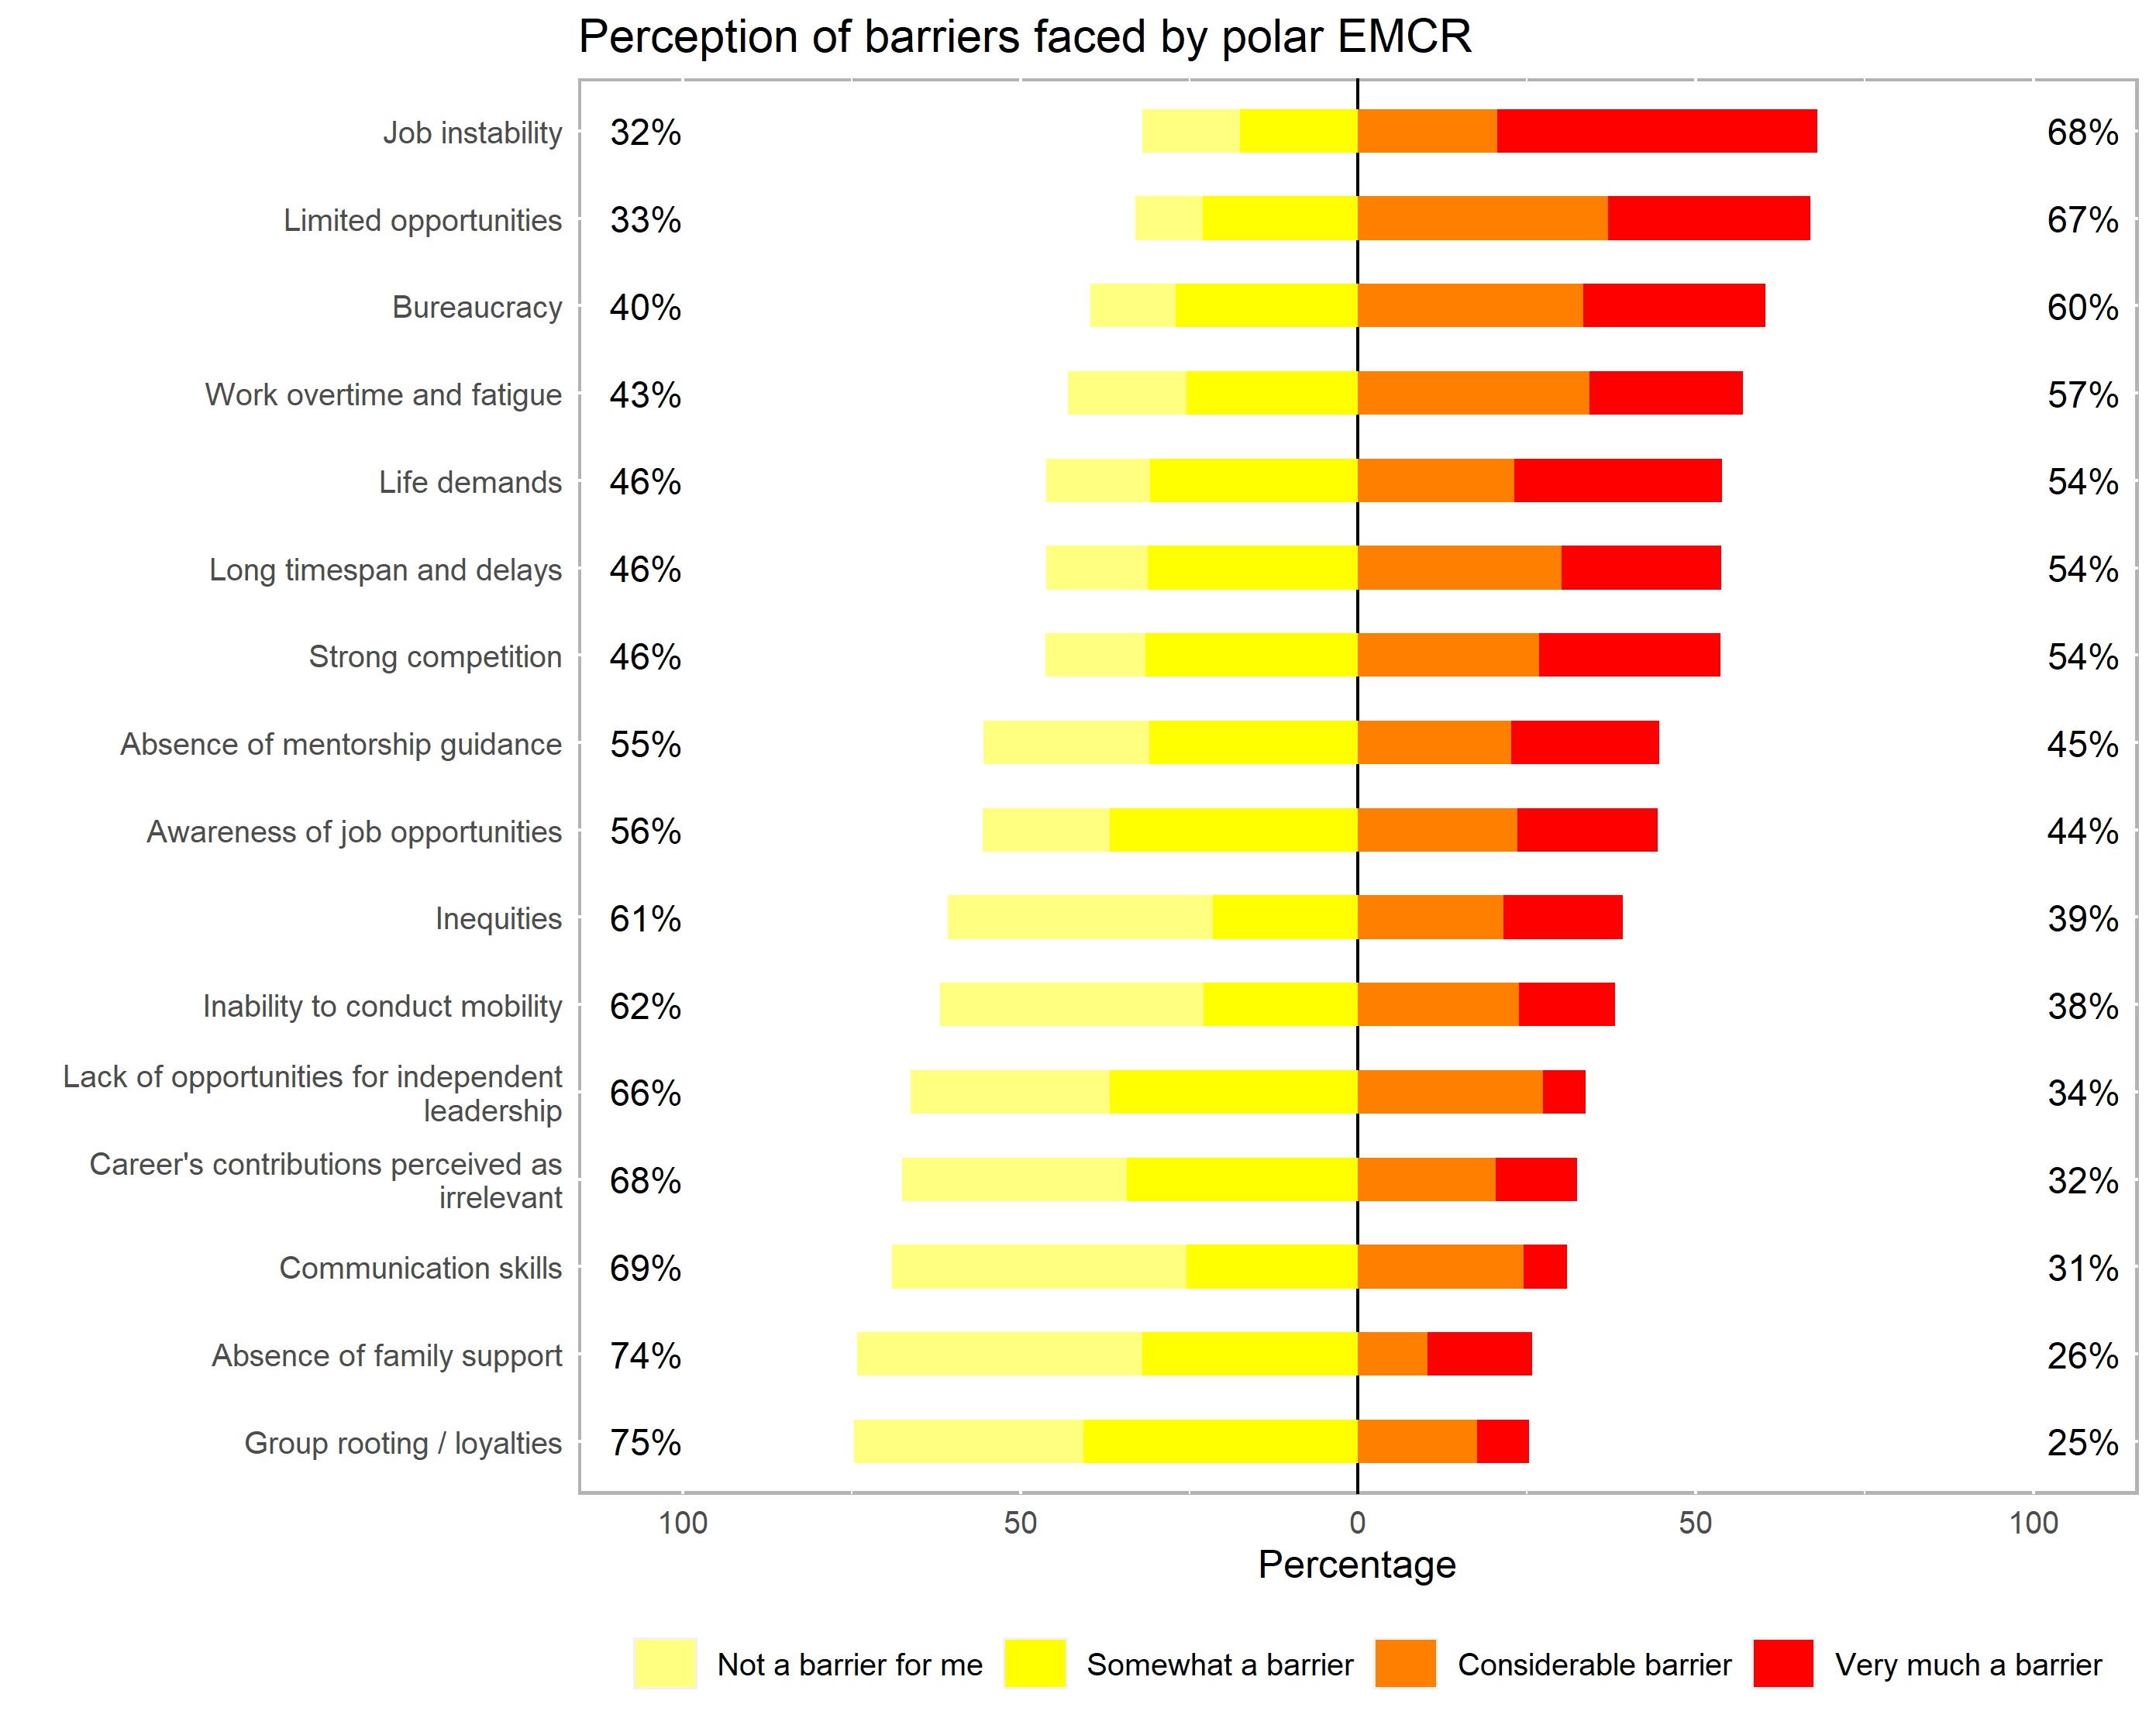 Perception of barriers faced by polar EMCR
Job instability 32% 68%
Limited opportunities 33% 67%
Bureaucracy 40% 60%
Work overtime and fatigue 43% 57%
Life demands 46% 54%
Long timespan and delays 46% 54%
Strong competition 46% 54%
Absence of mentorship guidance 55% 45%
Awareness of job opportunities 56% 44%
Inequities 61% 39%
Inability to conduct mobility 62% 38%
Lack of opportunities for independent
leadership 66% 34%
Career's contributions perceived as
irrelevant 68% 32%
Communication skills 69% 31%
Absence of family support 74% 26%
Group rooting / loyalties 75% 25%
100 50 0 50 100
Percentage
Not a barrier for me Somewhat a barrier Considerable barrier Very much a barrier